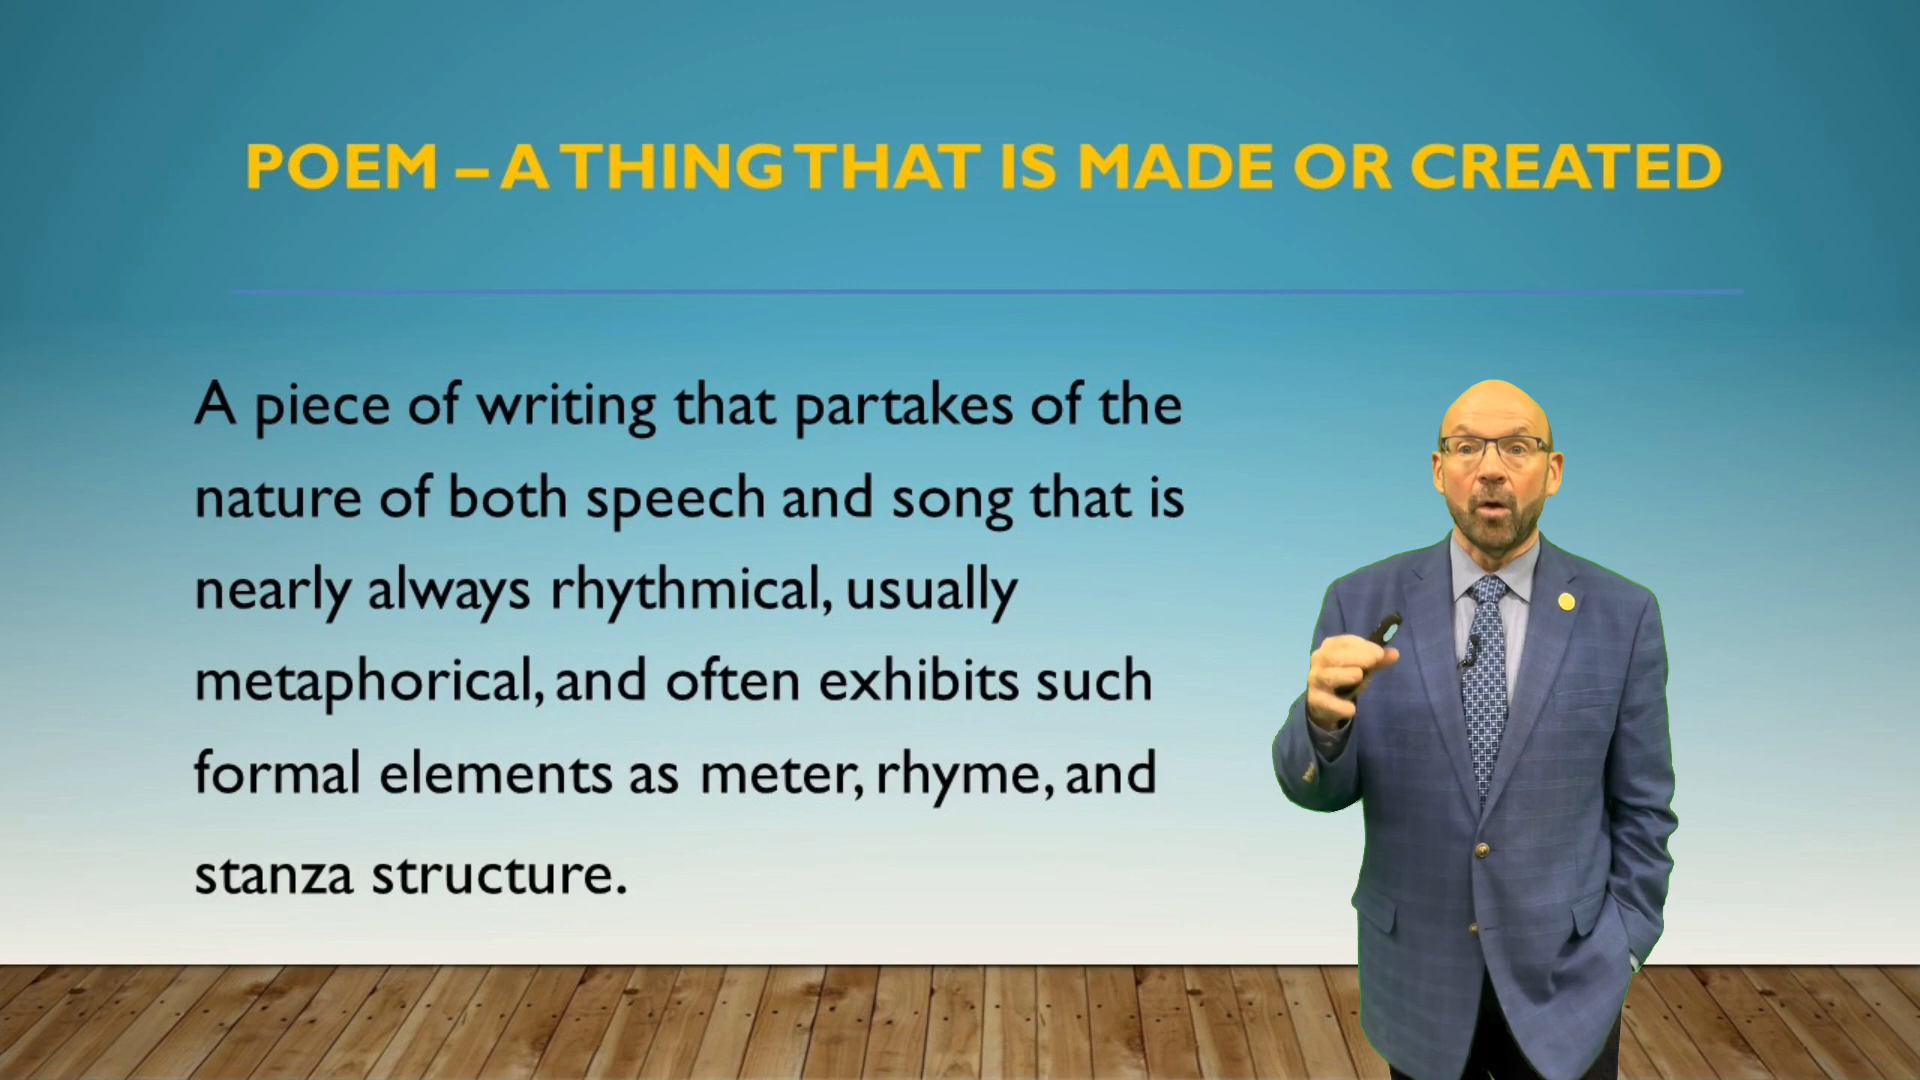 POEM – A THING THAT IS MADE OR CREATED
A piece of writing that partakes of the
nature of both speech and song that is
nearly always rhythmical, usually
metaphorical, and often exhibits such
formal elements as meter, rhyme, and
stanza structure.